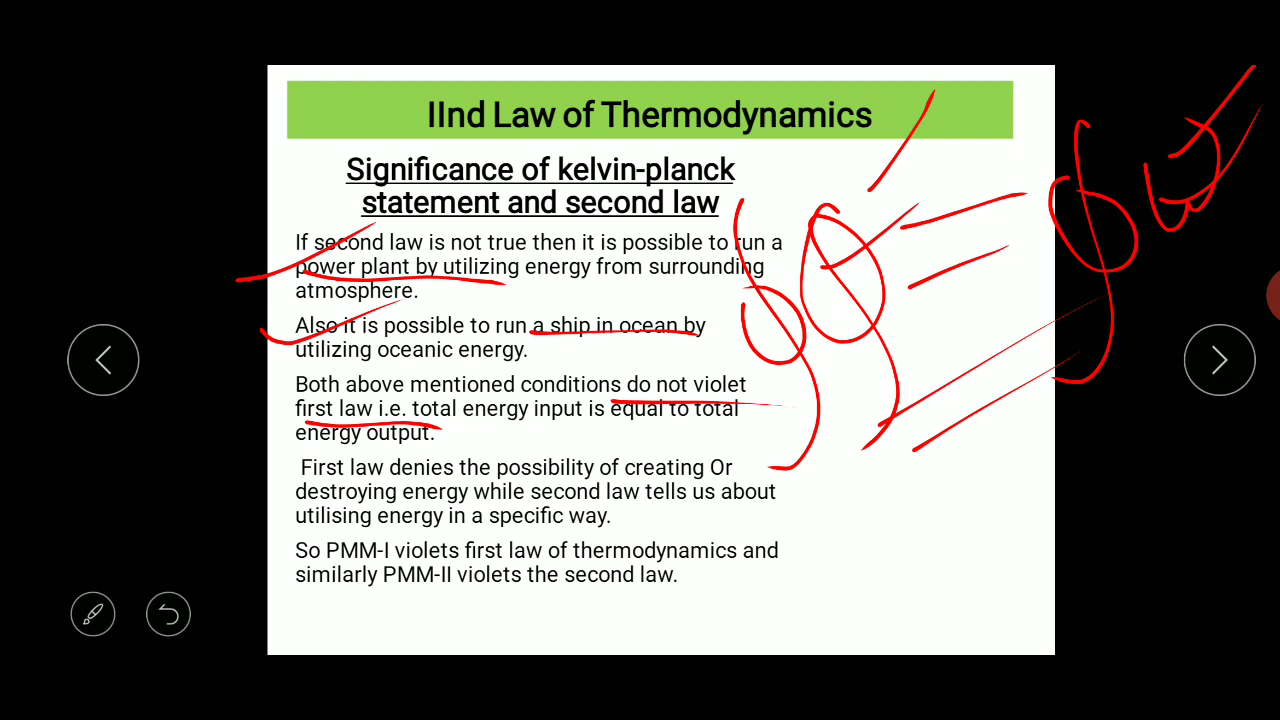 IInd Law of Thermodynamics
Significance of kelvin-planck
statement and second law
If second law is not true then it is possible to run a
power plant by utilizing energy from surrounding
atmosphere.
Also it is possible to run a ship in ocean by
utilizing oceanic energy.
Both above mentioned conditions do not violet
first law i.e. total energy input is equal to total
energy output.
First law denies the possibility of creating Or
destroying energy while second law tells us about
utilising energy in a specific way.
So PMM-I violets first law of thermodynamics and
similarly PMM-II violets the second law.